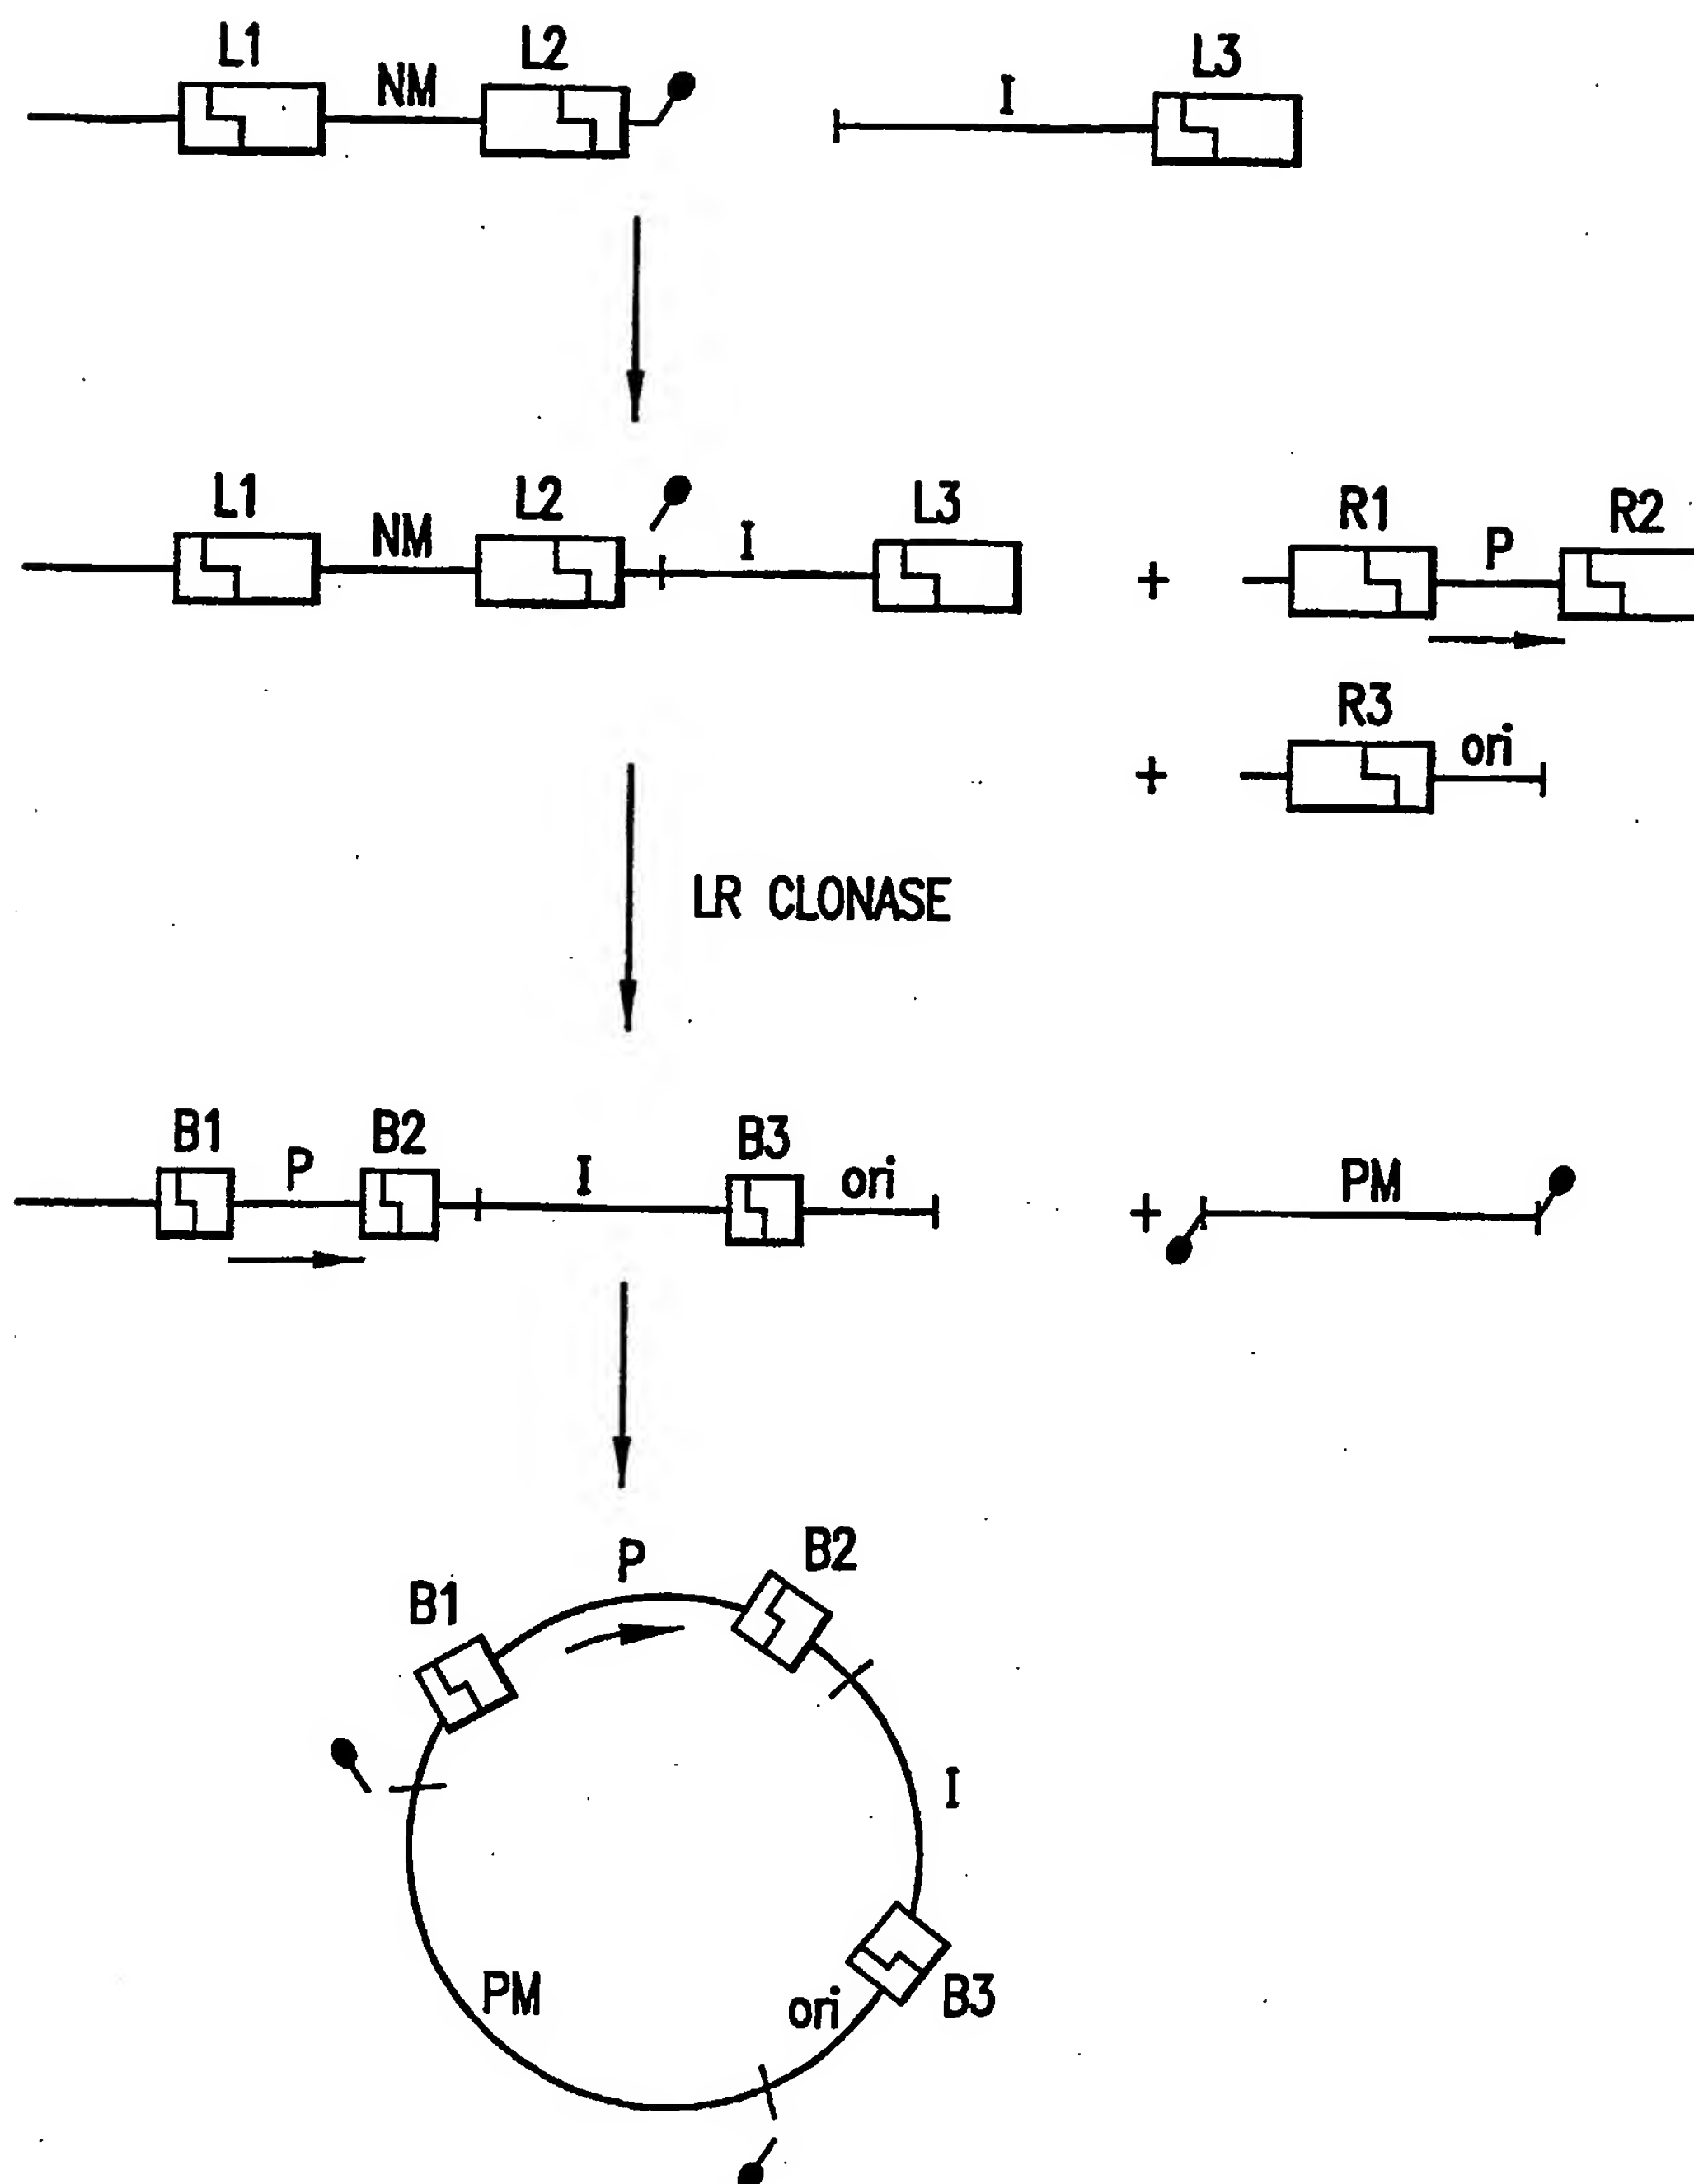 L1 NM L2 I L3
L1 NM L2 I L3 + R1 P R2
+ R3 ori
LR CLONASE
B1 P B2 I B3 ori + PM
B1 P B2
I
PM ori B3